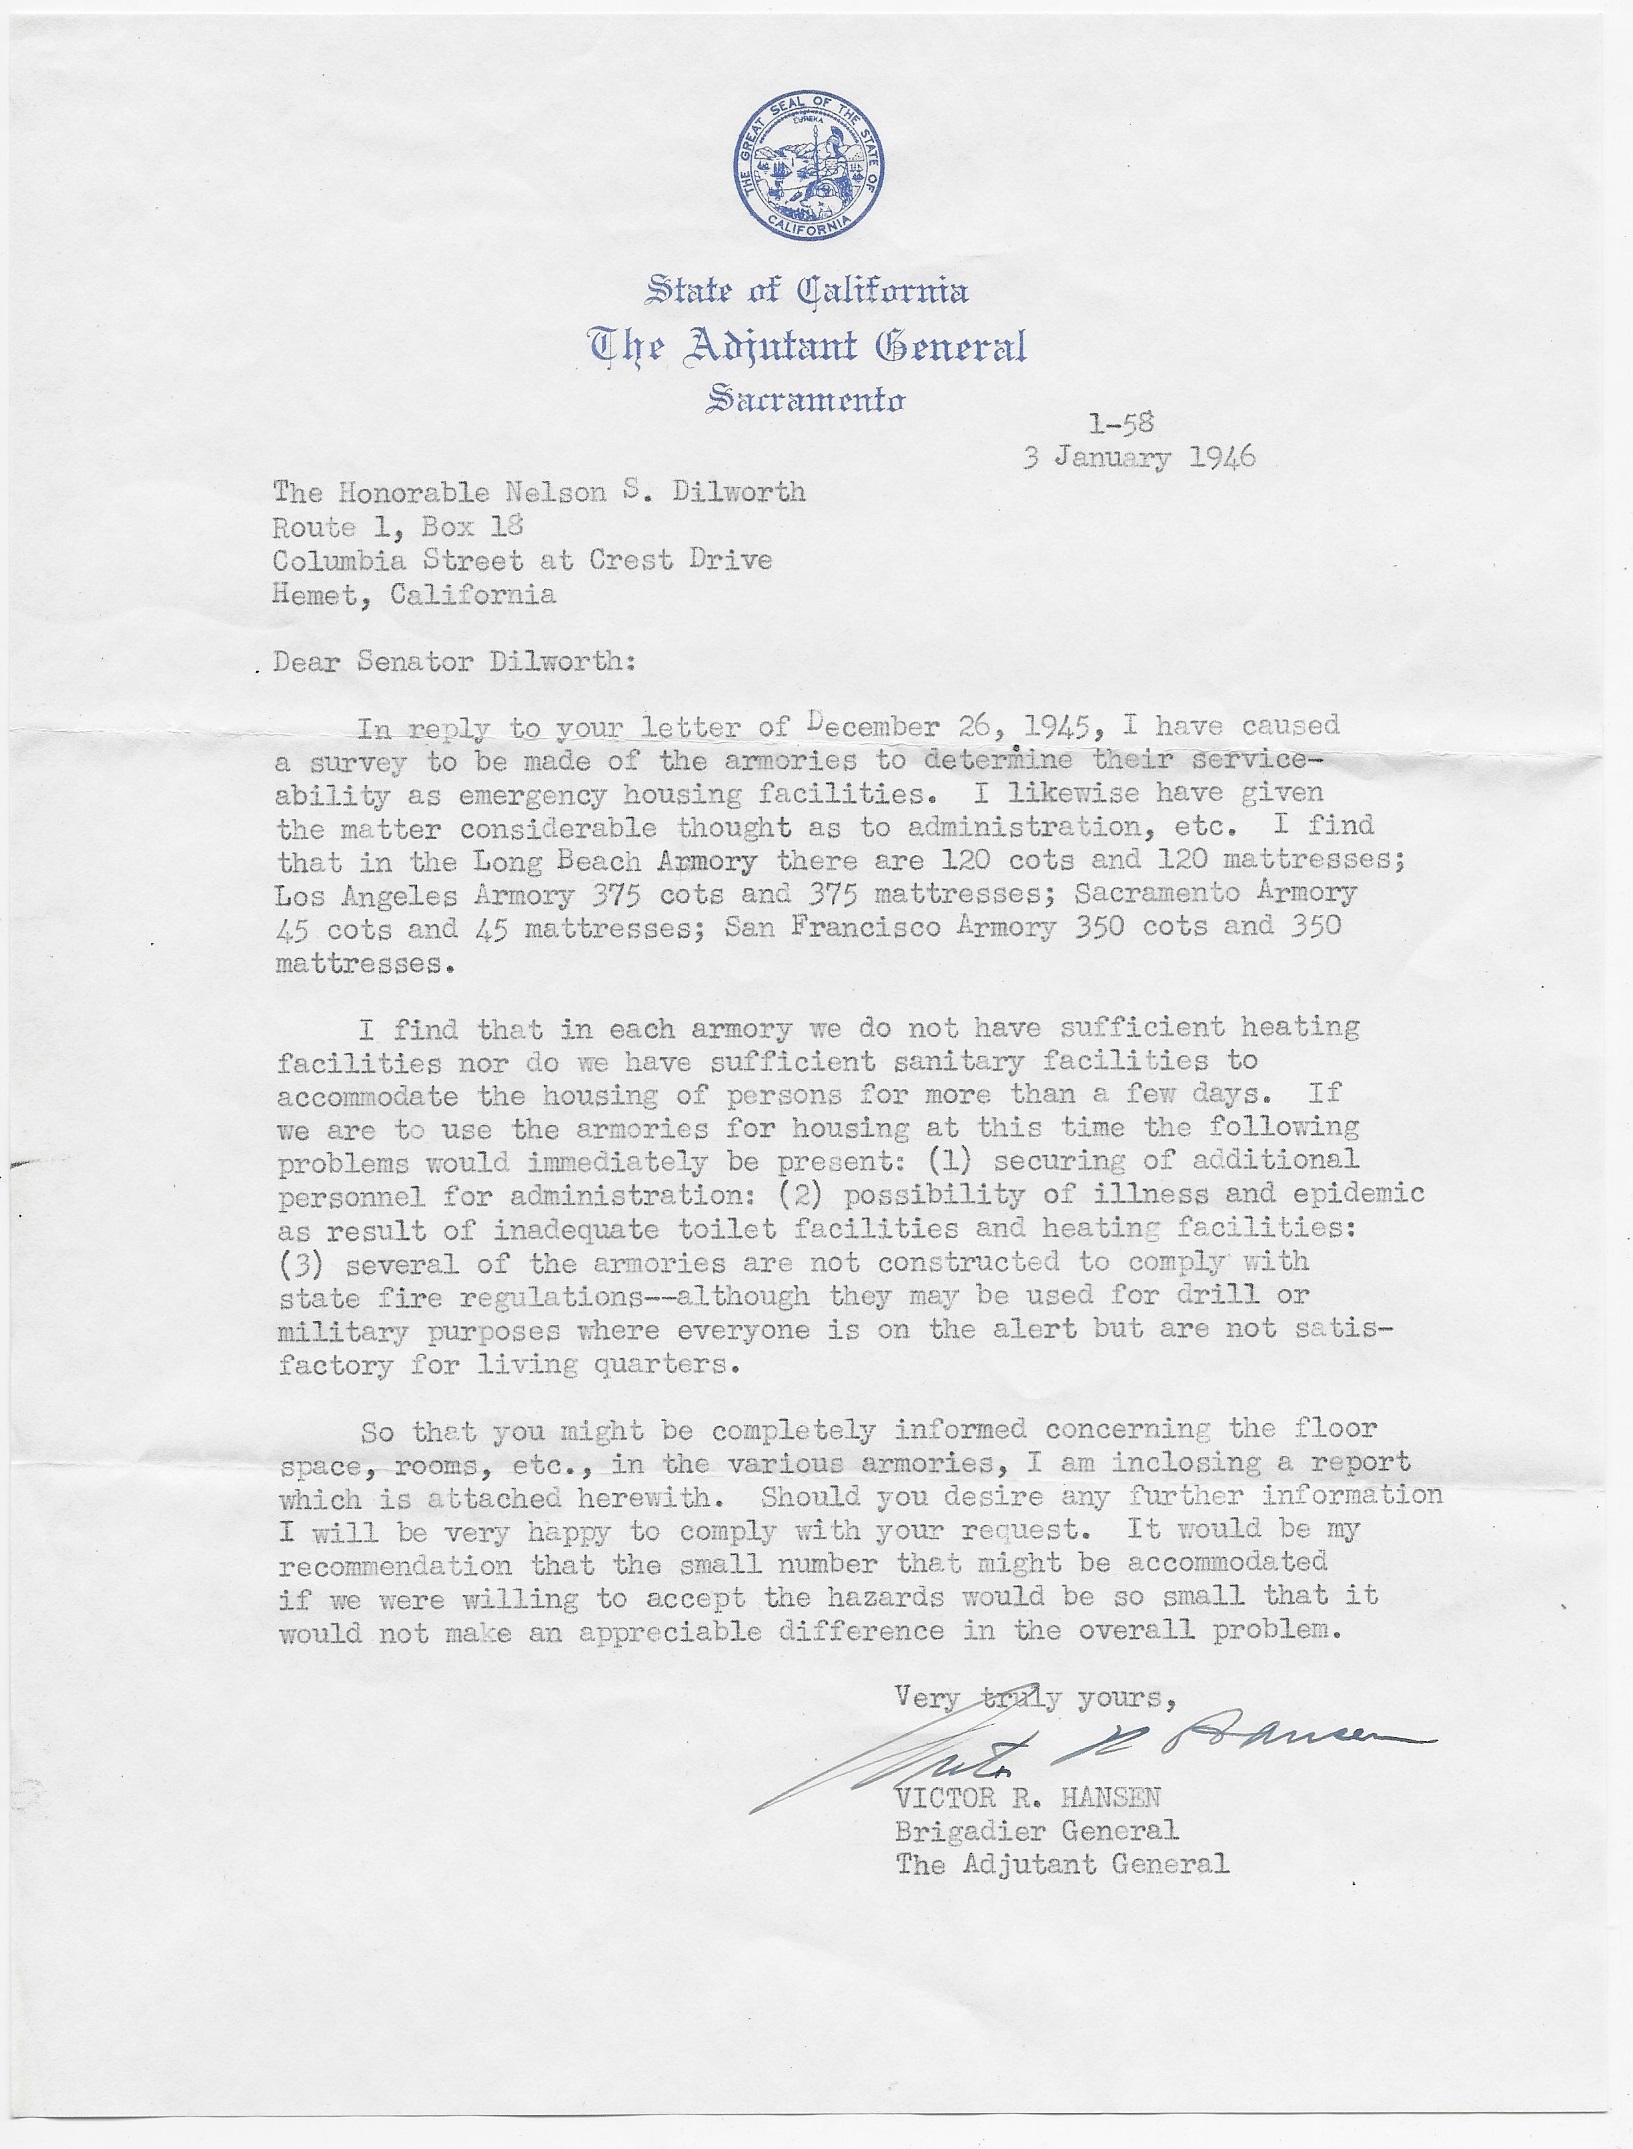 THE GREAT SEAL OF THE STATE OF CALIFORNIA
EUREKA
State of California
The Adjutant General
Sacramento
1-58
3 January 1946
The Honorable Nelson S. Dilworth
Route 1, Box 18
Columbia Street at Crest Drive
Hemet, California
Dear Senator Dilworth:
In reply to your letter of December 26, 1945, I have caused
a survey to be made of the armories to determine their service-
ability as emergency housing facilities. I likewise have given
the matter considerable thought as to administration, etc. I find
that in the Long Beach Armory there are 120 cots and 120 mattresses;
Los Angeles Armory 375 cots and 375 mattresses; Sacramento Armory
45 cots and 45 mattresses; San Francisco Armory 350 cots and 350
mattresses.
I find that in each armory we do not have sufficient heating
facilities nor do we have sufficient sanitary facilities to
accommodate the housing of persons for more than a few days. If
we are to use the armories for housing at this time the following
problems would immediately be present: (1) securing of additional
personnel for administration: (2) possibility of illness and epidemic
as result of inadequate toilet facilities and heating facilities:
(3) several of the armories are not constructed to comply with
state fire regulations--although they may be used for drill or
military purposes where everyone is on the alert but are not satis-
factory for living quarters.
So that you might be completely informed concerning the floor
space, rooms, etc., in the various armories, I am inclosing a report
which is attached herewith. Should you desire any further information
I will be very happy to comply with your request. It would be my
recommendation that the small number that might be accommodated
if we were willing to accept the hazards would be so small that it
would not make an appreciable difference in the overall problem.
Very truly yours,
Victor R Hansen
VICTOR R. HANSEN
Brigadier General
The Adjutant General